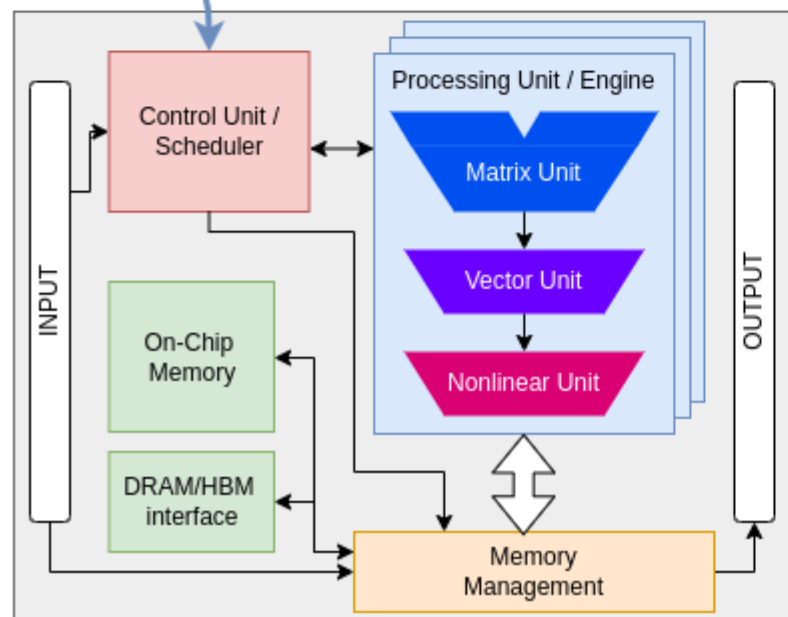 Control Unit /
Scheduler
Processing Unit / Engine
Matrix Unit
Vector Unit
Nonlinear Unit
INPUT
On-Chip
Memory
DRAM/HBM
interface
Memory
Management
OUTPUT